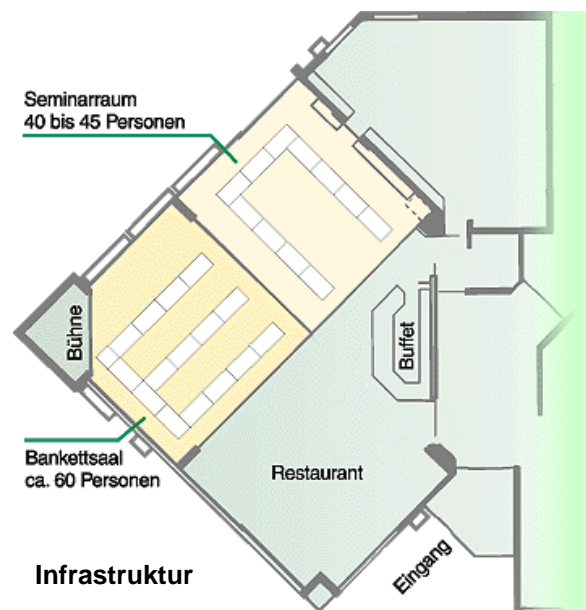 Seminarraum
40 bis 45 Personen
Bühne
Buffet
Bankettsaal
ca. 60 Personen
Restaurant
Eingang
Infrastruktur